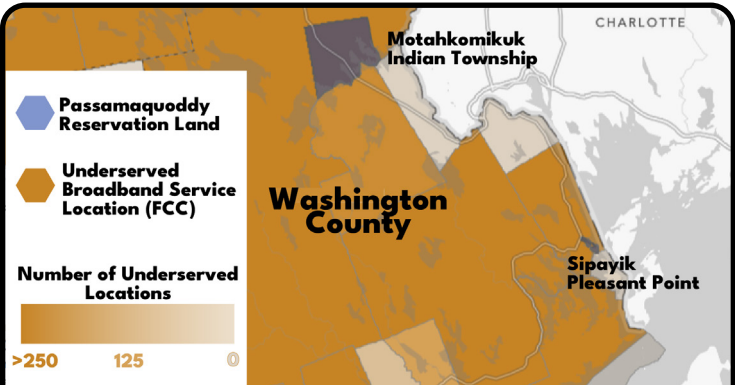 CHARLOTTE
Motahkomikuk
Indian Township
Passamaquoddy
Reservation Land
Underserved
Broadband Service
Location (FCC)
Washington
County
Sipayik
Pleasant Point
Number of Underserved
Locations
>250 125 0